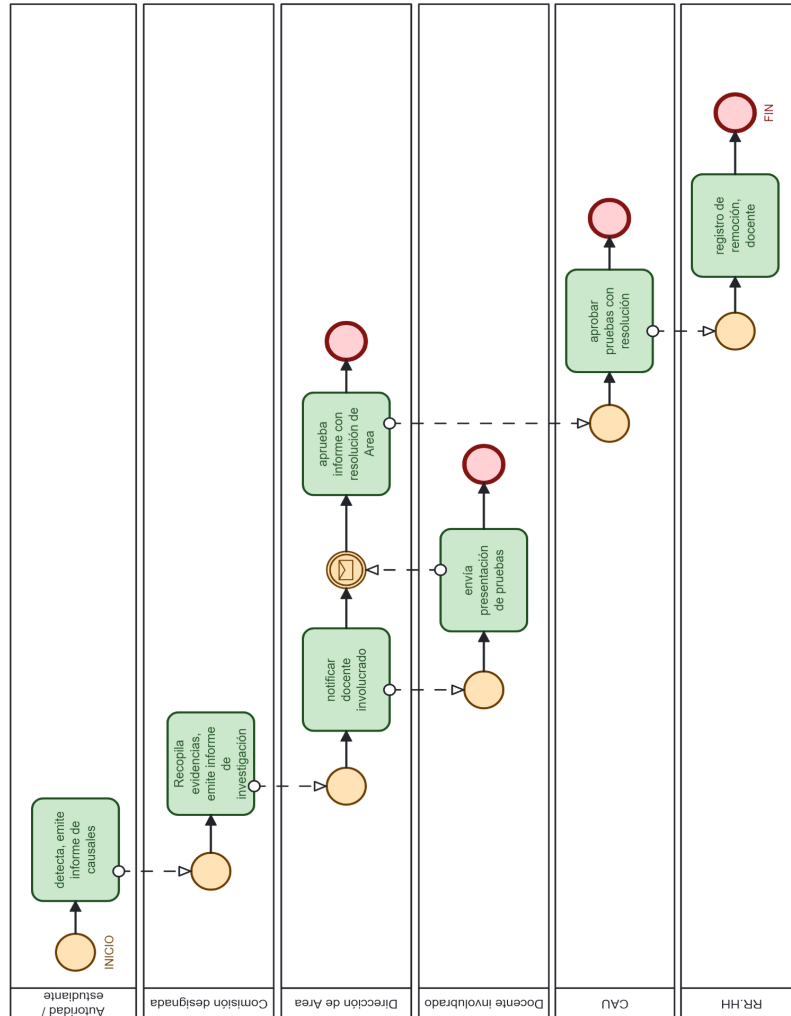 Autoridad /
estudiante
INICIO
detecta, emite
informe de
causales
Comisión designada
Recopila
evidencias,
emite informe
de
investigación
Dirección de Area
notificar
docente
involucrado
aprueba
informe con
resolución de
Area
Docente involubrado
envía
presentación
de pruebas
CAU
aprobar
pruebas con
resolución
RR.HH
registro de
remoción,
docente
FIN